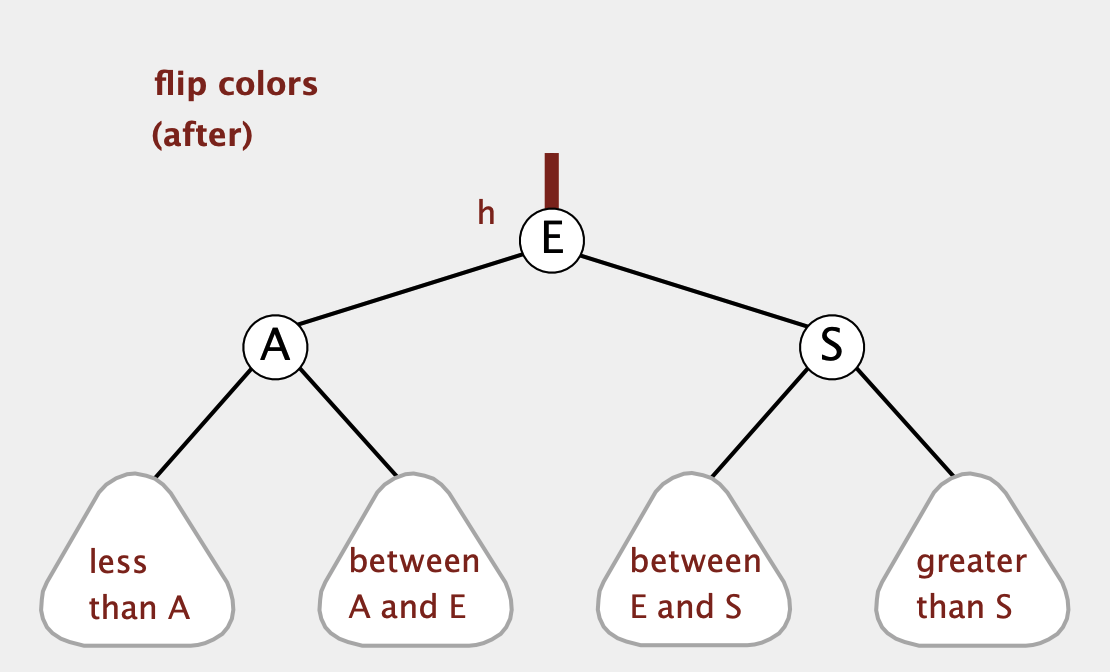 flip colors
(after)
h
E
A
S
less
than A
between
A and E
between
E and S
greater
than S